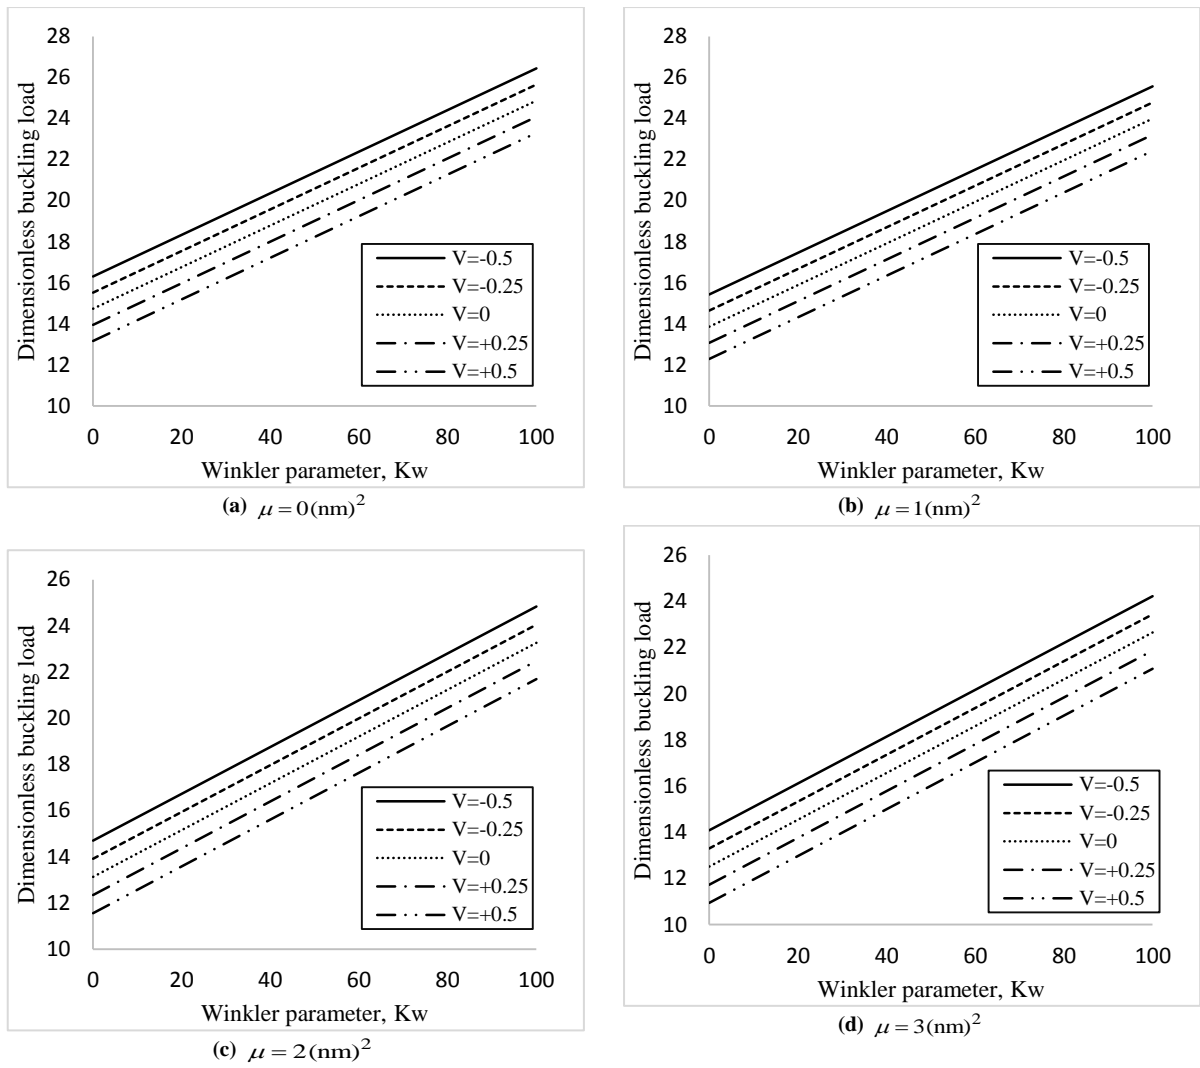 28
26
24
22
20
18
16
14
12
10
Dimensionless buckling load
V=-0.5
V=-0.25
V=0
V=+0.25
V=+0.5
0 20 40 60 80 100
Winkler parameter, Kw
(a) μ = 0(nm)²
28
26
24
22
20
18
16
14
12
10
Dimensionless buckling load
V=-0.5
V=-0.25
V=0
V=+0.25
V=+0.5
0 20 40 60 80 100
Winkler parameter, Kw
(b) μ = 1(nm)²
26
24
22
20
18
16
14
12
10
Dimensionless buckling load
V=-0.5
V=-0.25
V=0
V=+0.25
V=+0.5
0 20 40 60 80 100
Winkler parameter, Kw
(c) μ = 2(nm)²
26
24
22
20
18
16
14
12
10
Dimensionless buckling load
V=-0.5
V=-0.25
V=0
V=+0.25
V=+0.5
0 20 40 60 80 100
Winkler parameter, Kw
(d) μ = 3(nm)²